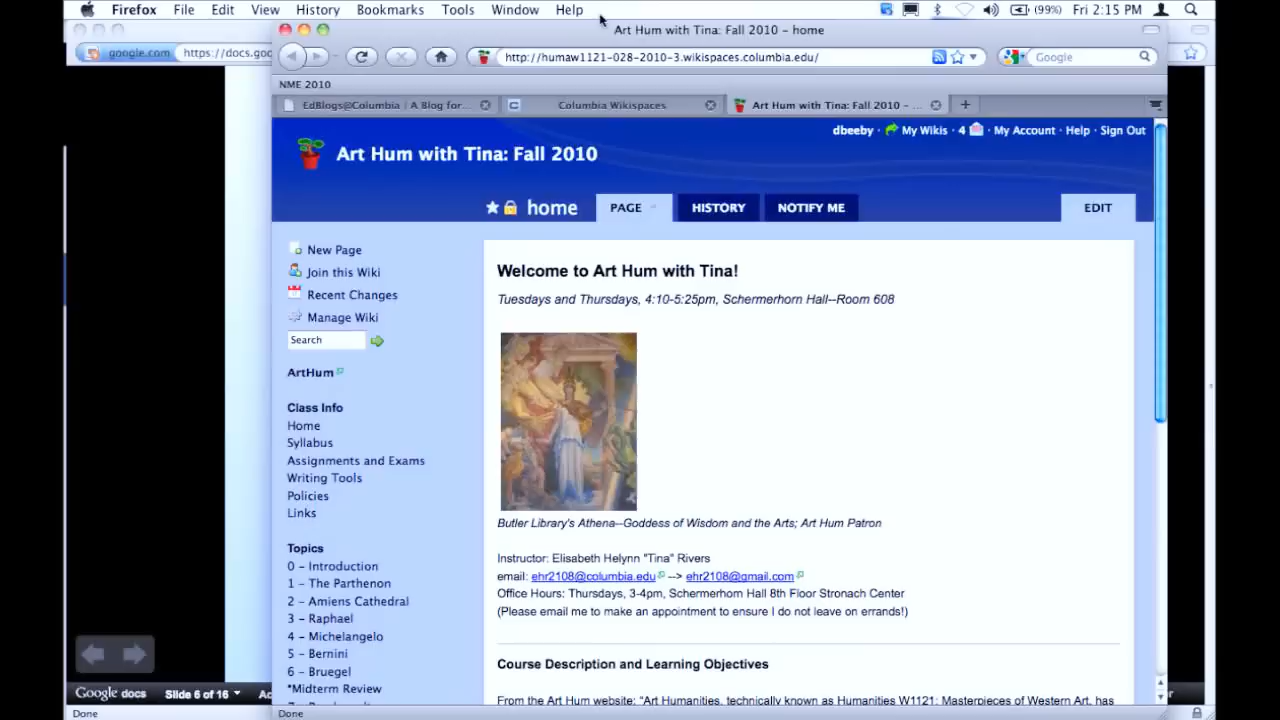 Firefox File Edit View History Bookmarks Tools Window Help (99%) Fri 2:15 PM
Art Hum with Tina: Fall 2010 – home
google.com https://docs.goo
http://humaw1121-028-2010-3.wikispaces.columbia.edu/ Google
NME 2010
EdBlogs@Columbia | A Blog for... Columbia Wikispaces Art Hum with Tina: Fall 2010 – ...
dbeeby · My Wikis · 4 · My Account · Help · Sign Out
Art Hum with Tina: Fall 2010
home PAGE HISTORY NOTIFY ME EDIT
New Page
Join this Wiki
Recent Changes
Manage Wiki
Search
ArtHum
Class Info
Home
Syllabus
Assignments and Exams
Writing Tools
Policies
Links
Topics
0 – Introduction
1 – The Parthenon
2 – Amiens Cathedral
3 – Raphael
4 – Michelangelo
5 – Bernini
6 – Bruegel
*Midterm Review
Welcome to Art Hum with Tina!
Tuesdays and Thursdays, 4:10-5:25pm, Schermerhorn Hall--Room 608
Butler Library's Athena--Goddess of Wisdom and the Arts; Art Hum Patron
Instructor: Elisabeth Helynn "Tina" Rivers
email: ehr2108@columbia.edu --> ehr2108@gmail.com
Office Hours: Thursdays, 3-4pm, Schermerhorn Hall 8th Floor Stronach Center
(Please email me to make an appointment to ensure I do not leave on errands!)
Course Description and Learning Objectives
From the Art Hum website: "Art Humanities, technically known as Humanities W1121: Masterpieces of Western Art, has
Google docs Slide 6 of 16 Ac
Done
Done